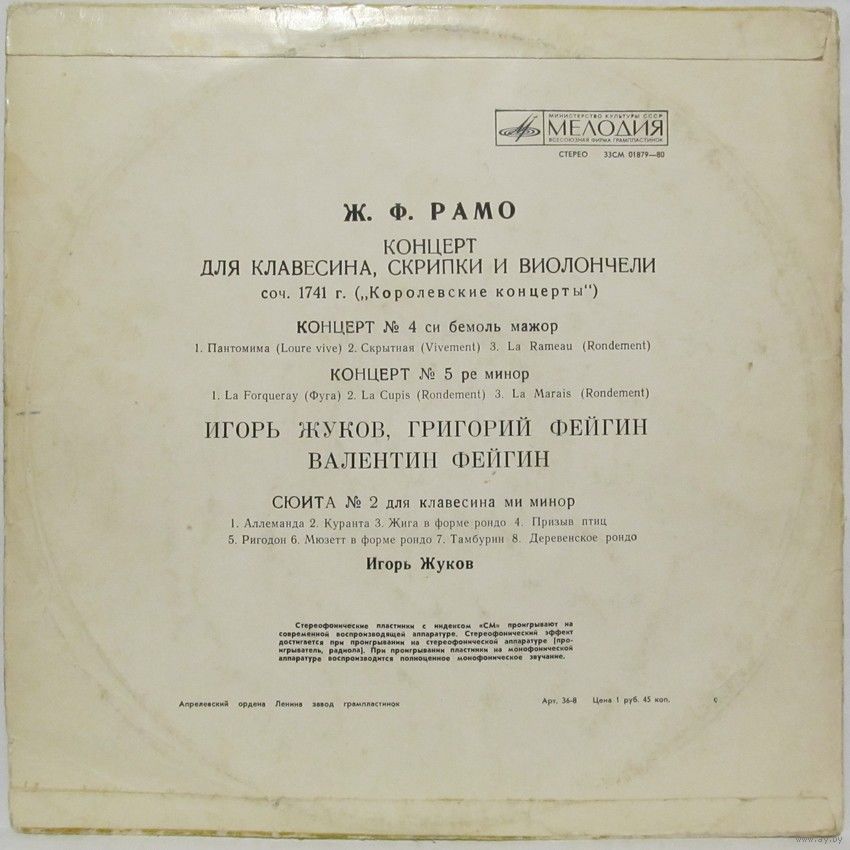 МИНИСТЕРСТВО КУЛЬТУРЫ СССР
МЕЛОДИЯ
ВСЕСОЮЗНАЯ ФИРМА ГРАМПЛАСТИНОК
СТЕРЕО 33СМ 01879—80
Ж. Ф. РАМО
КОНЦЕРТ
ДЛЯ КЛАВЕСИНА, СКРИПКИ И ВИОЛОНЧЕЛИ
соч. 1741 г. („Королевские концерты")
КОНЦЕРТ № 4 си бемоль мажор
1. Пантомима (Loure vive) 2. Скрытная (Vivement) 3. La Rameau (Rondement)
КОНЦЕРТ № 5 ре минор
1. La Forqueray (Фуга) 2. La Cupis (Rondement) 3. La Marais (Rondement)
ИГОРЬ ЖУКОВ, ГРИГОРИЙ ФЕЙГИН
ВАЛЕНТИН ФЕЙГИН
СЮИТА № 2 для клавесина ми минор
1. Аллеманда 2. Куранта 3. Жига в форме рондо 4. Призыв птиц
5. Ригодон 6. Мюзетт в форме рондо 7. Тамбурин 8. Деревенское рондо
Игорь Жуков
Стереофонические пластинки с индексом «СМ» проигрывают на
современной воспроизводящей аппаратуре. Стереофонический эффект
достигается при проигрывании на стереофонической аппаратуре (про-
игрыватель, радиола). При проигрывании пластинки на монофонической
аппаратуре воспроизводится полноценное монофоническое звучание.
Апрелевский ордена Ленина завод грампластинок Арт. 36-8 Цена 1 руб. 45 коп.
www.ay.by